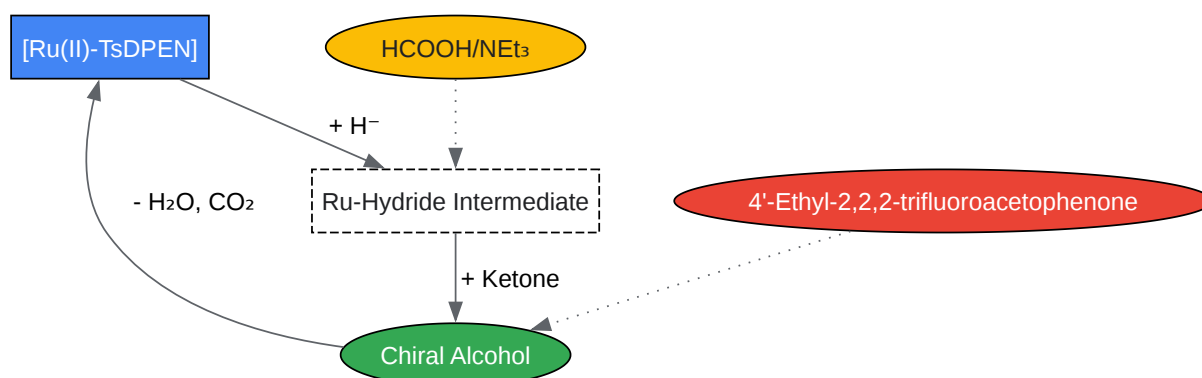 [Ru(II)-TsDPEN]
HCOOH/NEt₃
+ H⁻
- H₂O, CO₂
Ru-Hydride Intermediate
4'-Ethyl-2,2,2-trifluoroacetophenone
+ Ketone
Chiral Alcohol